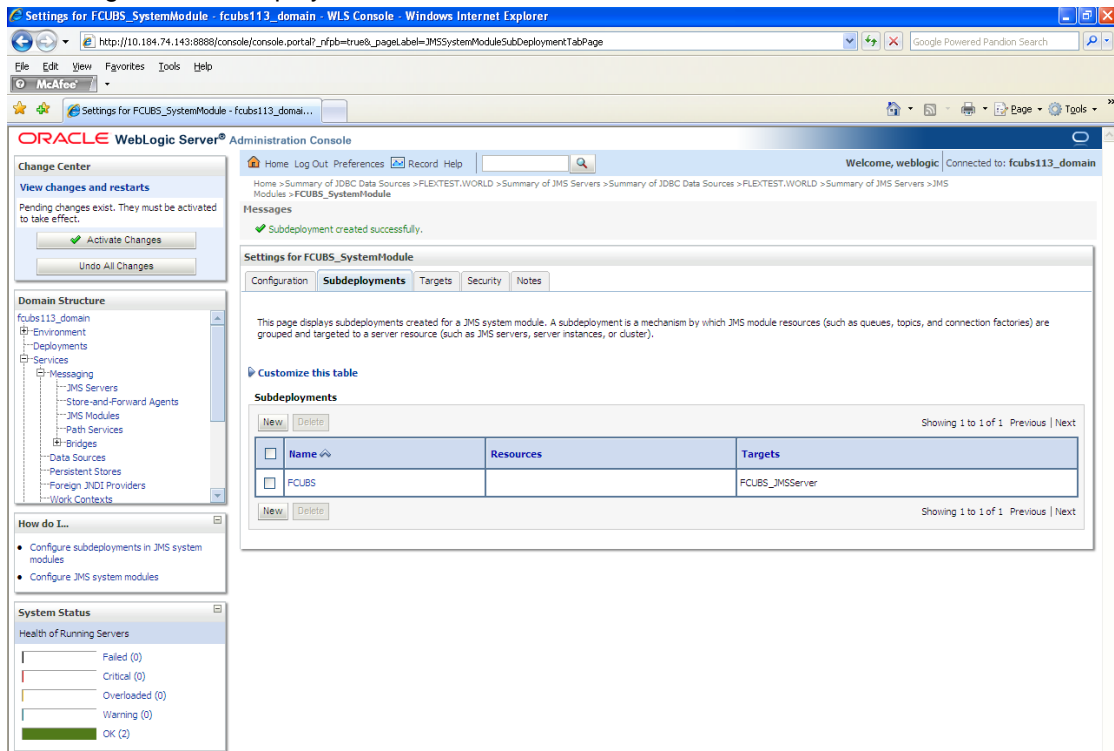 Settings for FCUBS_SystemModule - fcubs113_domain - WLS Console - Windows Internet Explorer
http://10.184.74.143:8888/console/console.portal?_nfpb=true&_pageLabel=JMSSystemModuleSubDeploymentTabPage
Google Powered Pandion Search
File Edit View Favorites Tools Help
McAfee
Settings for FCUBS_SystemModule - fcubs113_domai...
Page Tools
ORACLE WebLogic Server® Administration Console
Change Center
View changes and restarts
Pending changes exist. They must be activated
to take effect.
Activate Changes
Undo All Changes
Domain Structure
fcubs113_domain
Environment
Deployments
Services
Messaging
JMS Servers
Store-and-Forward Agents
JMS Modules
Path Services
Bridges
Data Sources
Persistent Stores
Foreign JNDI Providers
Work Contexts
How do I...
Configure subdeployments in JMS system
modules
Configure JMS system modules
System Status
Health of Running Servers
Failed (0)
Critical (0)
Overloaded (0)
Warning (0)
OK (2)
Home Log Out Preferences Record Help
Welcome, weblogic Connected to: fcubs113_domain
Home >Summary of JDBC Data Sources >FLEXTEST.WORLD >Summary of JMS Servers >Summary of JDBC Data Sources >FLEXTEST.WORLD >Summary of JMS Servers >JMS
Modules >FCUBS_SystemModule
Messages
Subdeployment created successfully.
Settings for FCUBS_SystemModule
Configuration Subdeployments Targets Security Notes
This page displays subdeployments created for a JMS system module. A subdeployment is a mechanism by which JMS module resources (such as queues, topics, and connection factories) are
grouped and targeted to a server resource (such as JMS servers, server instances, or cluster).
Customize this table
Subdeployments
New Delete Showing 1 to 1 of 1 Previous | Next
Name Resources Targets
FCUBS FCUBS_JMSServer
New Delete Showing 1 to 1 of 1 Previous | Next